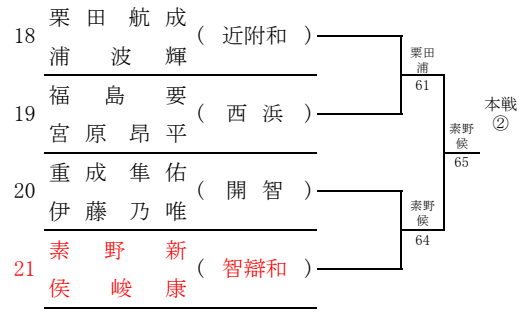 18 栗田航成 浦波輝 (近附和)
19 福島要 宮原昂平 (西浜)
20 重成隼佑 伊藤乃唯 (開智)
21 素野新 侯峻康 (智辯和)
栗田
浦
61
素野
候
64
素野
候
65
本戦
②